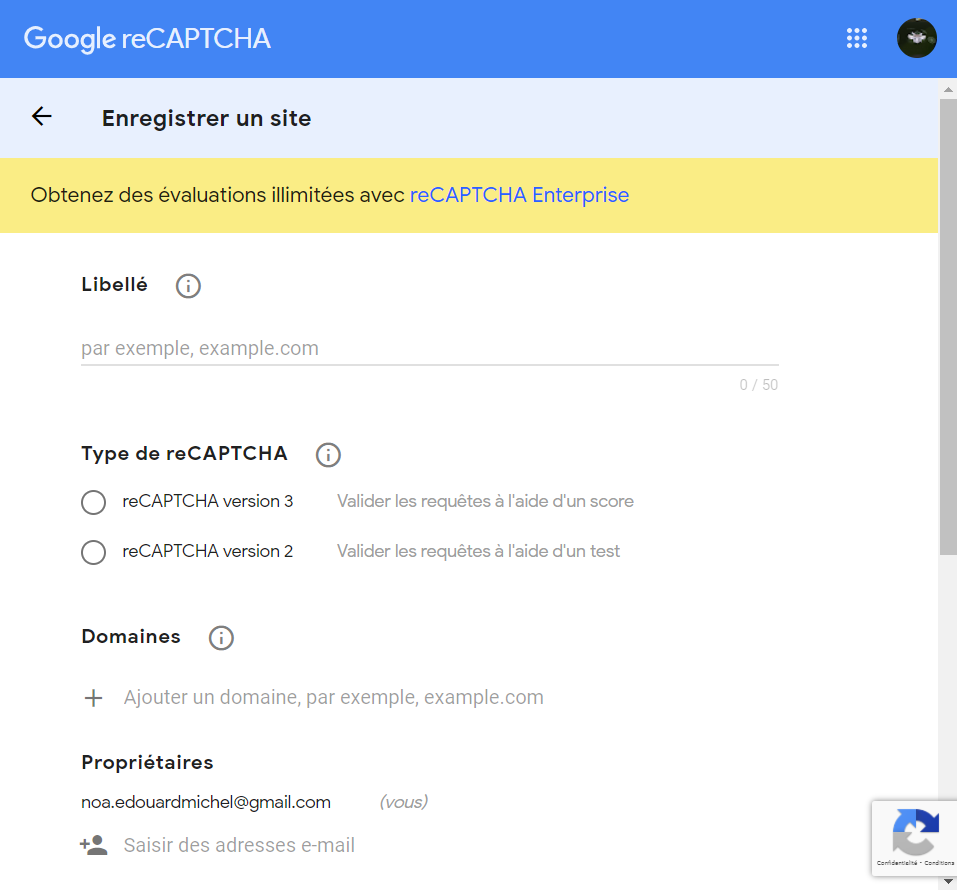 Google reCAPTCHA
Enregistrer un site
Obtenez des évaluations illimitées avec reCAPTCHA Enterprise
Libellé
par exemple, example.com
0 / 50
Type de reCAPTCHA
reCAPTCHA version 3 Valider les requêtes à l'aide d'un score
reCAPTCHA version 2 Valider les requêtes à l'aide d'un test
Domaines
Ajouter un domaine, par exemple, example.com
Propriétaires
noa.edouardmichel@gmail.com (vous)
Saisir des adresses e-mail
Confidentialité - Conditions